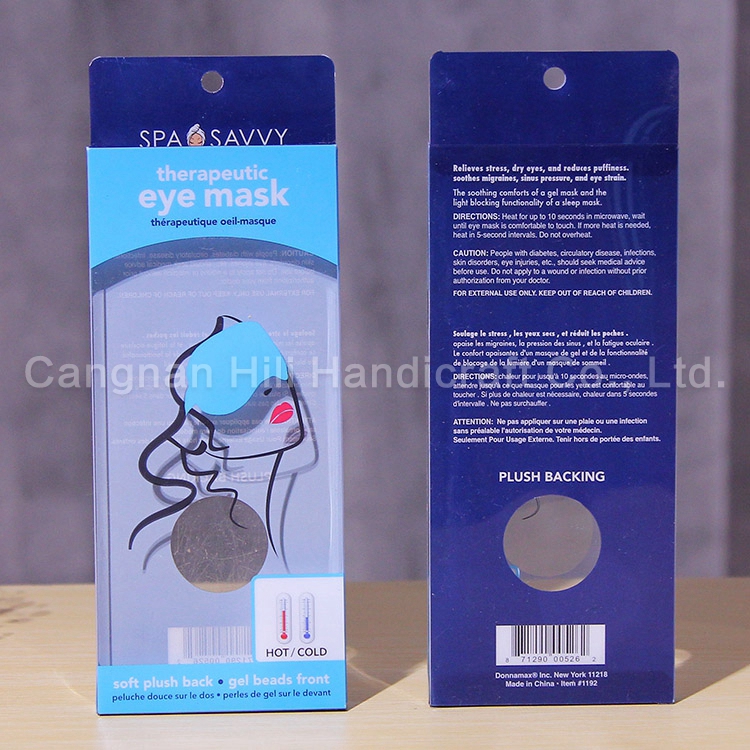 SPA SAVVY
therapeutic
eye mask
thérapeutique oeil-masque
HOT / COLD
soft plush back • gel beads front
peluche douce sur le dos • perles de gel sur le devant
Relieves stress, dry eyes, and reduces puffiness.
soothes migraines, sinus pressure, and eye strain.
The soothing comforts of a gel mask and the
light blocking functionality of a sleep mask.
DIRECTIONS: Heat for up to 10 seconds in microwave, wait
until eye mask is comfortable to touch. If more heat is needed,
heat in 5-second intervals. Do not overheat.
CAUTION: People with diabetes, circulatory disease, infections,
skin disorders, eye injuries, etc., should seek medical advice
before use. Do not apply to a wound or infection without prior
authorization from your doctor.
FOR EXTERNAL USE ONLY. KEEP OUT OF REACH OF CHILDREN.
Soulage le stress , les yeux secs , et réduit les poches .
apaise les migraines, la pression des sinus , et la fatigue oculaire .
Le confort apaisantes d'un masque de gel et de la fonctionnalité
de blocage de la lumière d'un masque de sommeil .
DIRECTIONS: chaleur pour jusqu'à 10 secondes au micro-ondes,
attendre jusqu'à ce masque pour les yeux est confortable au
toucher . Si plus de chaleur est nécessaire, chaleur dans 5 secondes
d'intervalle . Ne pas surchauffer .
ATTENTION: Ne pas appliquer sur une plaie ou une infection
sans préalable l'autorisation de votre médecin.
Seulement Pour Usage Externe. Tenir hors de portée des enfants.
PLUSH BACKING
8 71290 00526 2
Donnamax® Inc. New York 11218
Made in China • Item #1192
Cangnan Hili Handicraft Co., Ltd.